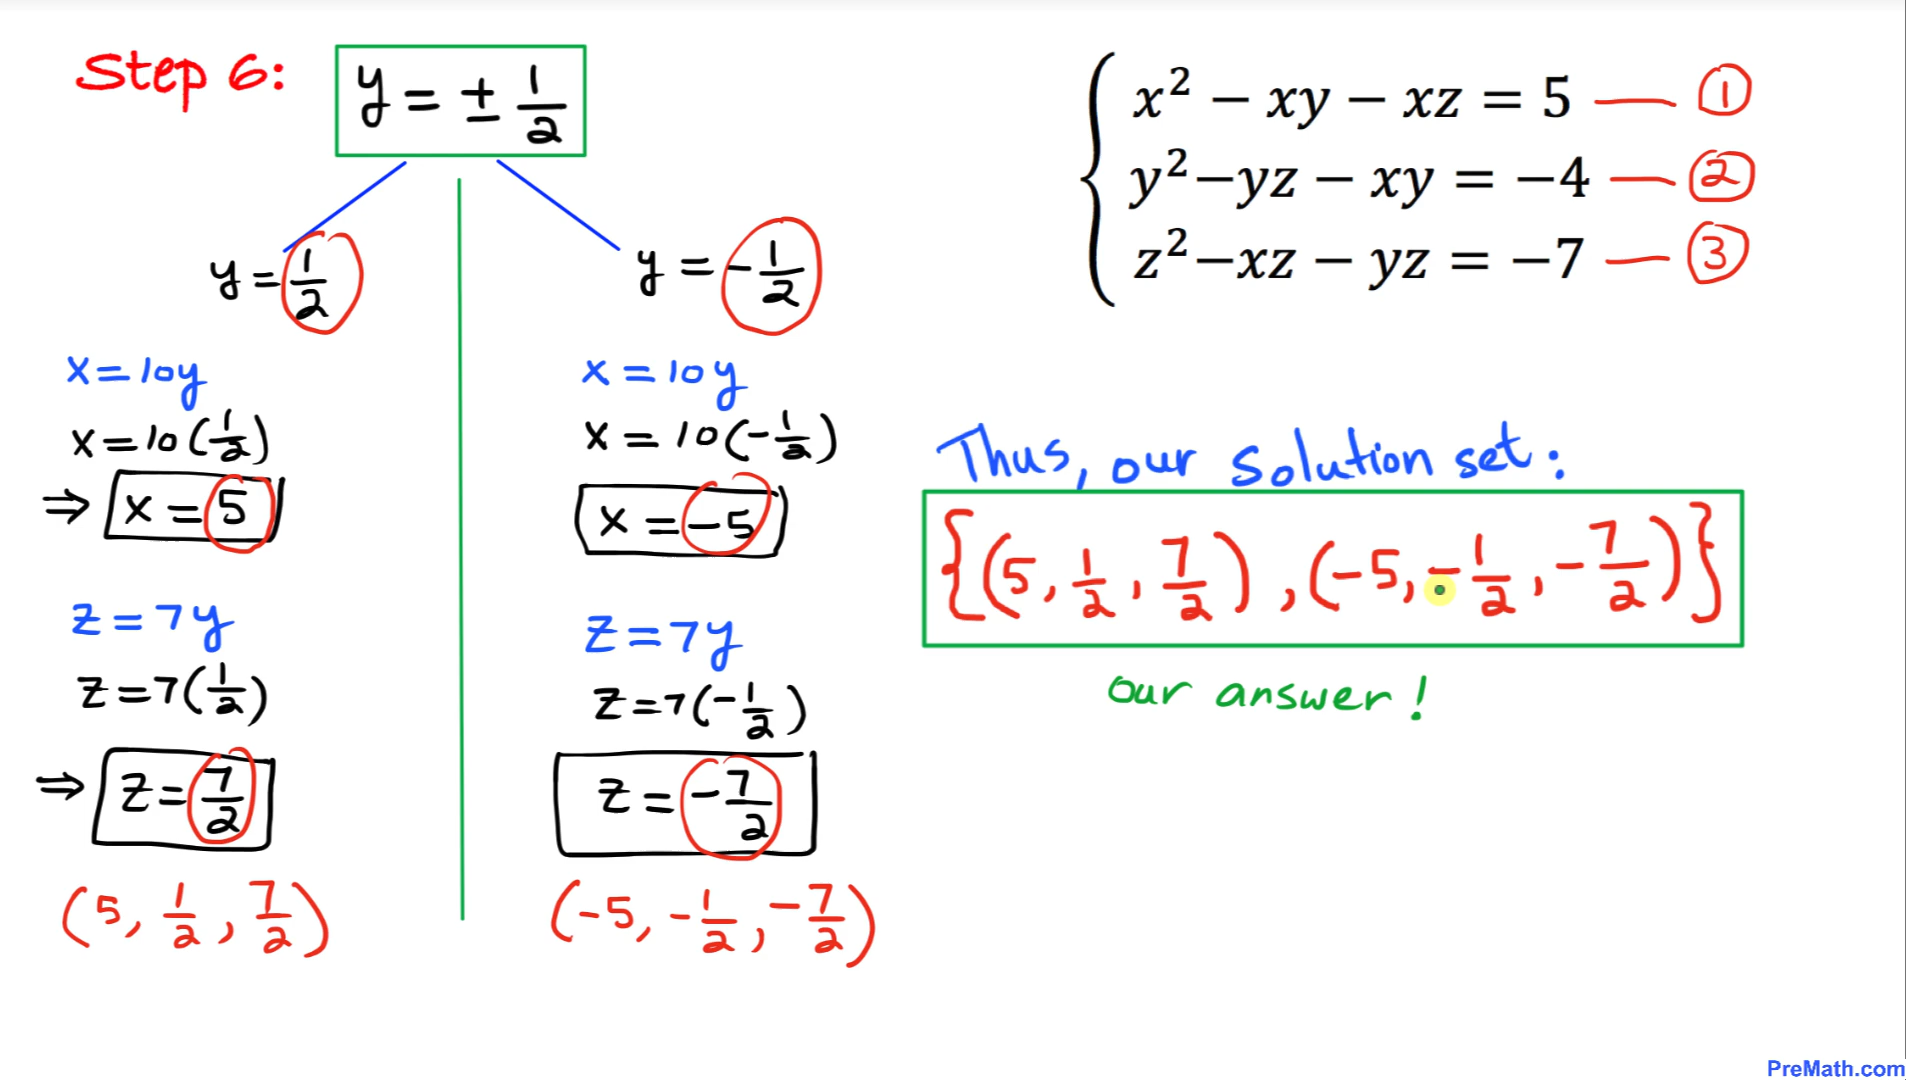 Step 6:
y = ± 1/2
y = 1/2
x = 10y
x = 10(1/2)
⇒ x = 5
z = 7y
z = 7(1/2)
⇒ z = 7/2
(5, 1/2, 7/2)
y = -1/2
x = 10y
x = 10(-1/2)
x = -5
z = 7y
z = 7(-1/2)
z = -7/2
(-5, -1/2, -7/2)
x² − xy − xz = 5 — ①
y² − yz − xy = −4 — ②
z² − xz − yz = −7 — ③
Thus, our solution set:
{(5, 1/2, 7/2), (-5, -1/2, -7/2)}
our answer!
PreMath.com